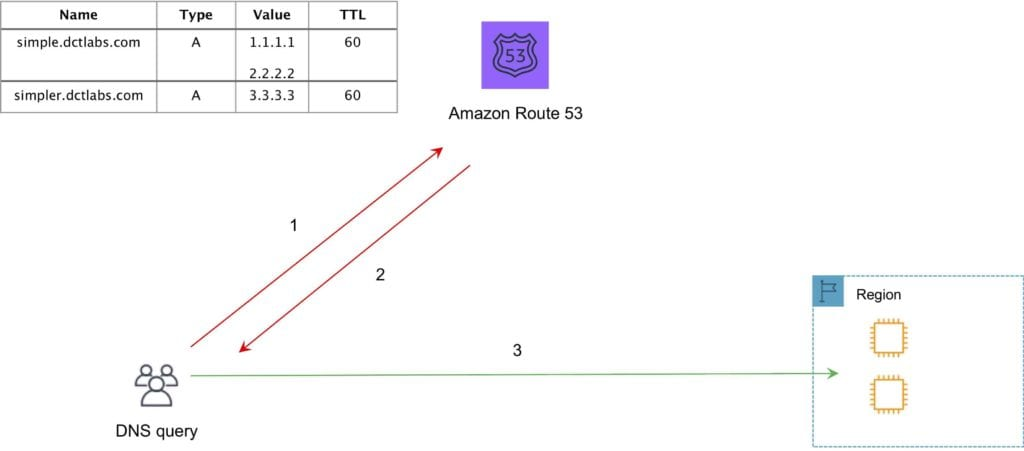 Name Type Value TTL
simple.dctlabs.com A 1.1.1.1 60
2.2.2.2
simpler.dctlabs.com A 3.3.3.3 60
53
Amazon Route 53
1
2
Region
3
DNS query